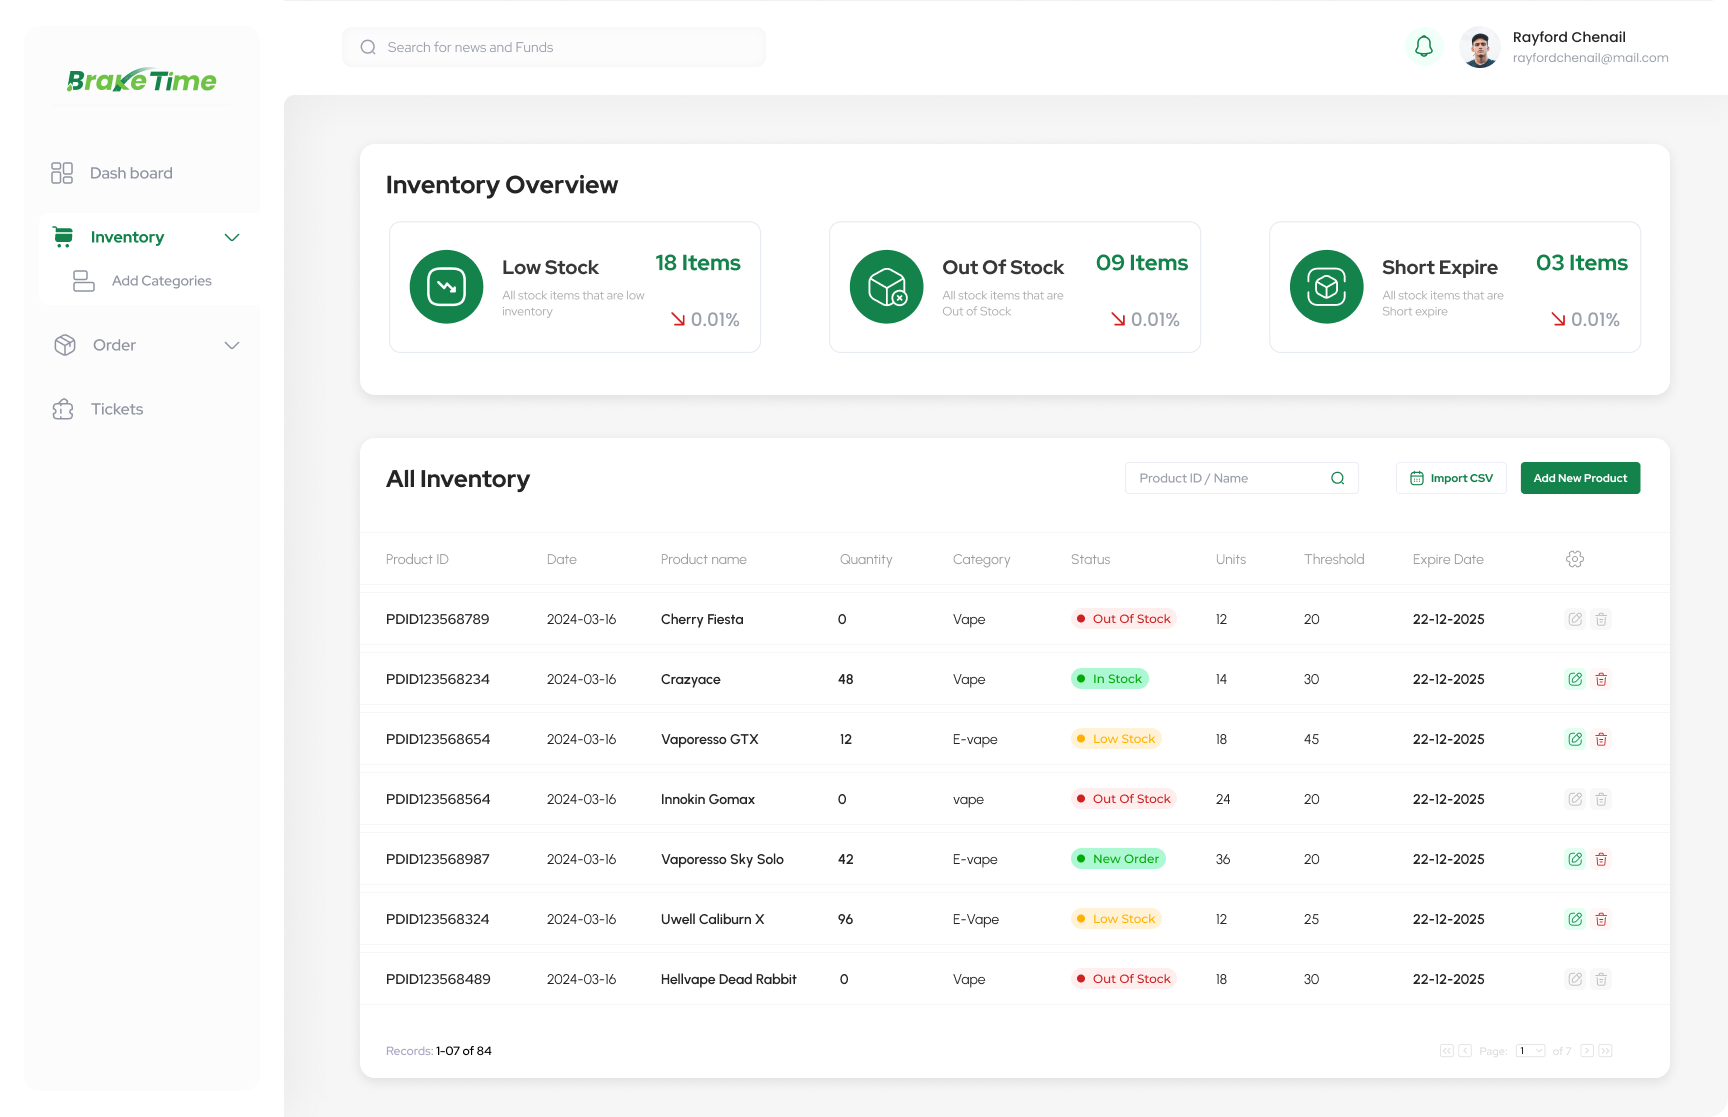 BrakeTime
Search for news and Funds
Rayford Chenail
rayfordchenail@mail.com
Dash board
Inventory
Add Categories
Order
Tickets
Inventory Overview
Low Stock
18 Items
All stock items that are low
inventory
0.01%
Out Of Stock
09 Items
All stock items that are
Out of Stock
0.01%
Short Expire
03 Items
All stock items that are
Short expire
0.01%
All Inventory
Product ID / Name
Import CSV
Add New Product
Product ID Date Product name Quantity Category Status Units Threshold Expire Date
PDID123568789 2024-03-16 Cherry Fiesta 0 Vape Out Of Stock 12 20 22-12-2025
PDID123568234 2024-03-16 Crazyace 48 Vape In Stock 14 30 22-12-2025
PDID123568654 2024-03-16 Vaporesso GTX 12 E-vape Low Stock 18 45 22-12-2025
PDID123568564 2024-03-16 Innokin Gomax 0 vape Out Of Stock 24 20 22-12-2025
PDID123568987 2024-03-16 Vaporesso Sky Solo 42 E-vape New Order 36 20 22-12-2025
PDID123568324 2024-03-16 Uwell Caliburn X 96 E-Vape Low Stock 12 25 22-12-2025
PDID123568489 2024-03-16 Hellvape Dead Rabbit 0 Vape Out Of Stock 18 30 22-12-2025
Records: 1-07 of 84
Page: 1 of 7